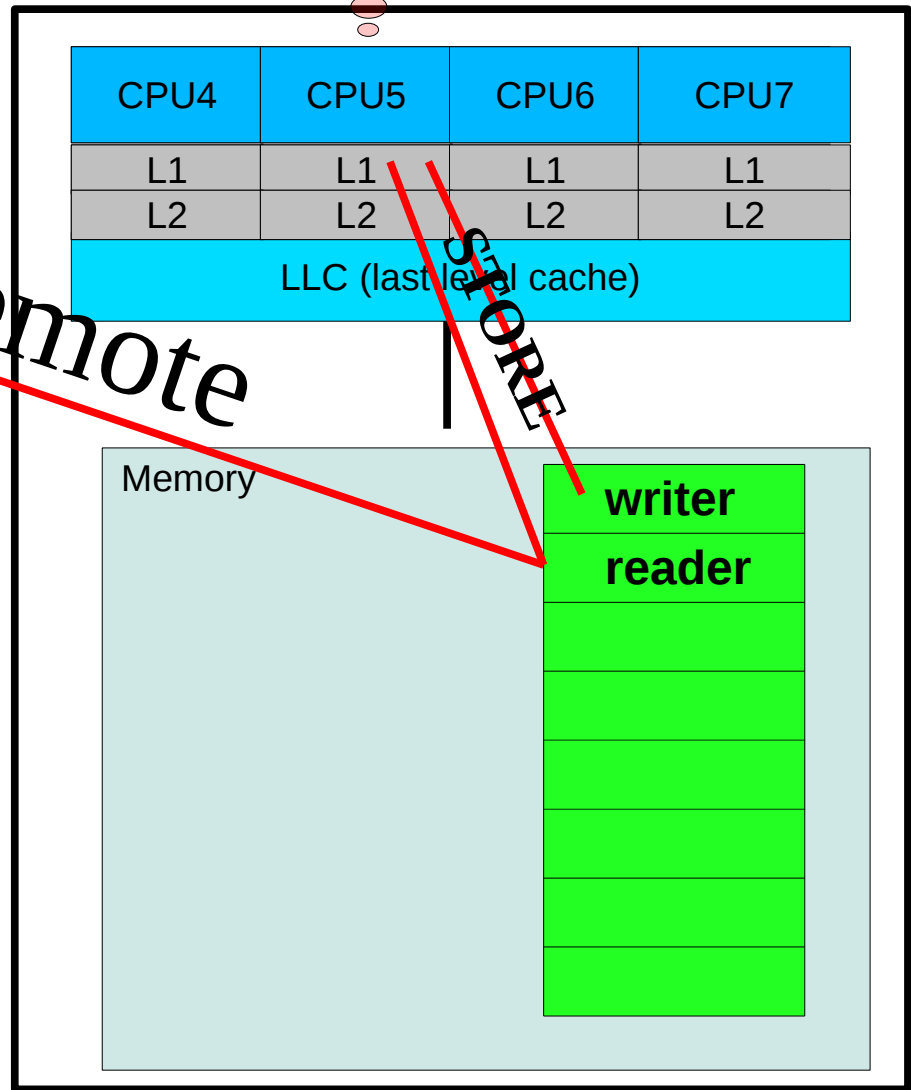 CPU4 CPU5 CPU6 CPU7
L1 L1 L1 L1
L2 L2 L2 L2
STORE
LLC (last level cache)
emote
Memory
writer
reader